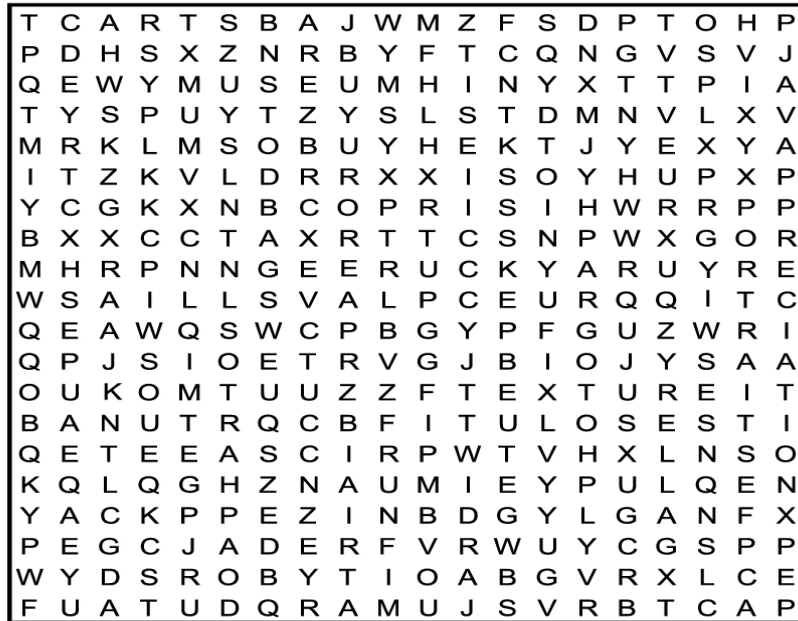 T C A R T S B A J W M Z F S D P T O H P
P D H S X Z N R B Y F T C Q N G V S V J
Q E W Y M U S E U M H I N Y X T T P I A
T Y S P U Y T Z Y S L S T D M N V L X V
M R K L M S O B U Y H E K T J Y E X Y A
I T Z K V L D R R X X I S O Y H U P X P
Y C G K X N B C O P R I S I H W R R P P
B X X C C T A X R T T C S N P W X G O R
M H R P N N G E E R U C K Y A R U Y R E
W S A I L L S V A L P C E U R Q Q I T C
Q E A W Q S W C P B G Y P F G U Z W R I
Q P J S I O E T R V G J B I O J Y S A A
O U K O M T U U Z Z F T E X T U R E I T
B A N U T R Q C B F I T U L O S E S T I
Q E T E E A S C I R P W T V H X L N S O
K Q L Q G H Z N A U M I E Y P U L Q E N
Y A C K P P E Z I N B D G Y L G A N F X
P E G C J A D E R F V R W U Y C G S P P
W Y D S R O B Y T I O A B G V R X L C E
F U A T U D Q R A M U J S V R B T C A P